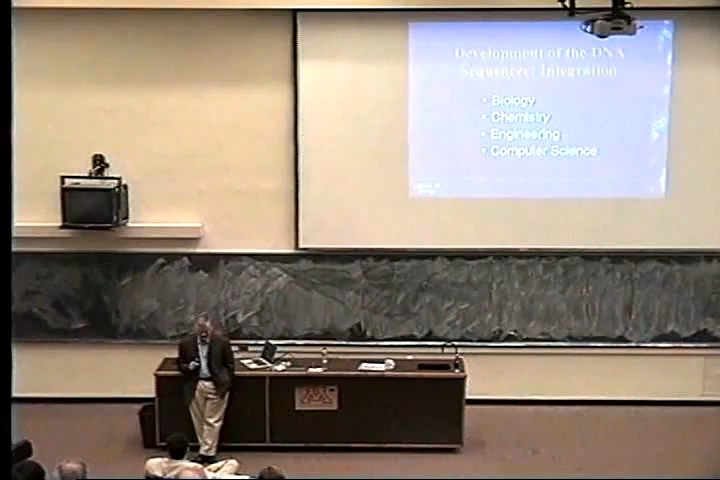 Development of the DNA
Sequencer: Integration
• Biology
• Chemistry
• Engineering
• Computer Science